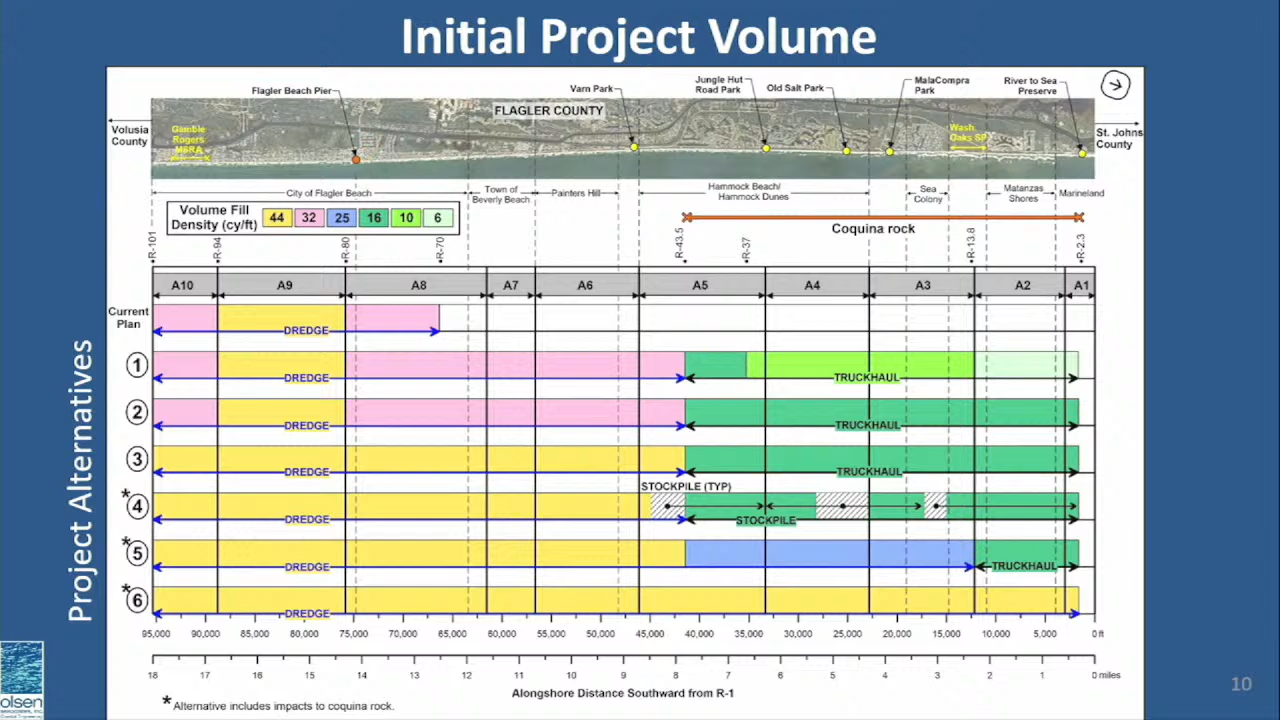 Initial Project Volume
Flagler Beach Pier
Varn Park
Jungle Hut
Road Park
Old Salt Park
MalaCompra
Park
River to Sea
Preserve
FLAGLER COUNTY
Volusia
County
Gamble
Rogers
MSRA
Wash
Oaks SP
St. Johns
County
City of Flagler Beach
Town of
Beverly Beach
Painters Hill
Hammock Beach/
Hammock Dunes
Sea
Colony
Matanzas
Shores
Marineland
Volume Fill
Density (cy/ft)
44 32 25 16 10 6
Coquina rock
R-101
R-94
R-80
R-70
R-43.5
R-37
R-13.8
R-2.3
A10 A9 A8 A7 A6 A5 A4 A3 A2 A1
Current
Plan
DREDGE
Project Alternatives
1 DREDGE TRUCKHAUL
2 DREDGE TRUCKHAUL
3 DREDGE TRUCKHAUL
STOCKPILE (TYP)
*4 DREDGE STOCKPILE
*5 DREDGE TRUCKHAUL
*6 DREDGE
95,000 90,000 85,000 80,000 75,000 70,000 65,000 60,000 55,000 50,000 45,000 40,000 35,000 30,000 25,000 20,000 15,000 10,000 5,000 0 ft
18 17 16 15 14 13 12 11 10 9 8 7 6 5 4 3 2 1 0 miles
Alongshore Distance Southward from R-1
* Alternative includes impacts to coquina rock.
10
olsen